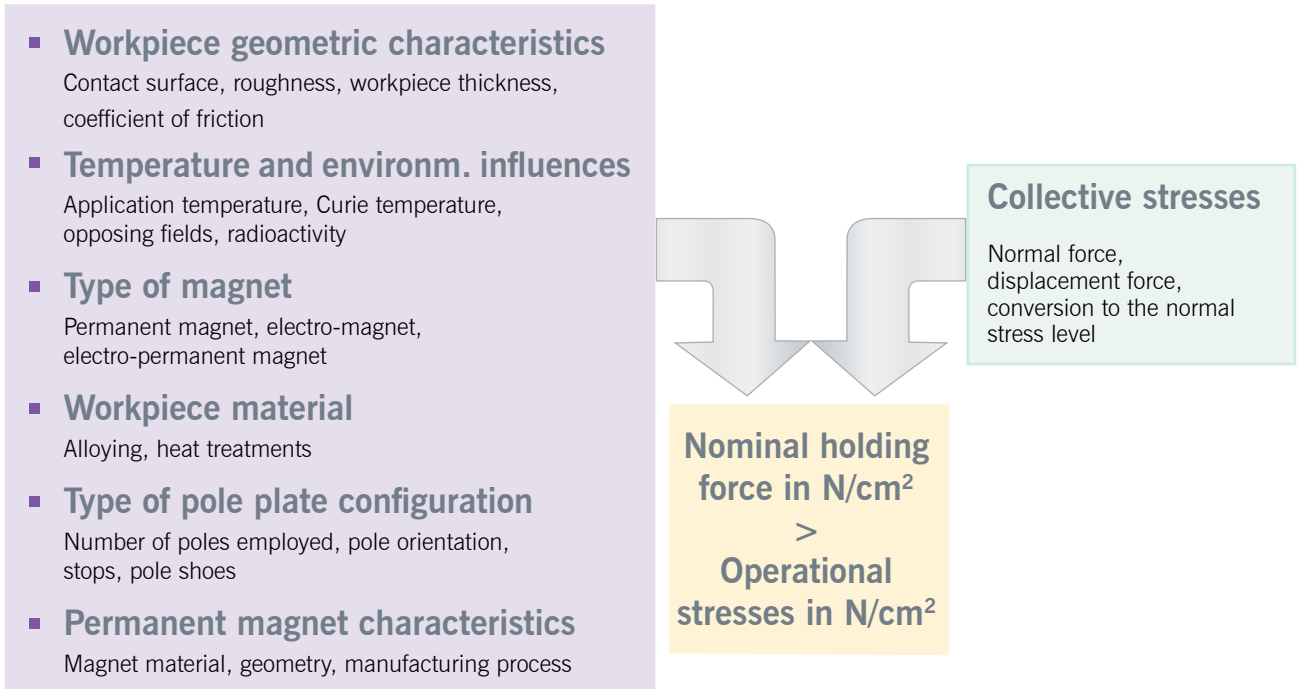 Workpiece geometric characteristics
Contact surface, roughness, workpiece thickness,
coefficient of friction
Temperature and environm. influences
Application temperature, Curie temperature,
opposing fields, radioactivity
Type of magnet
Permanent magnet, electro-magnet,
electro-permanent magnet
Workpiece material
Alloying, heat treatments
Type of pole plate configuration
Number of poles employed, pole orientation,
stops, pole shoes
Permanent magnet characteristics
Magnet material, geometry, manufacturing process
Collective stresses
Normal force,
displacement force,
conversion to the normal
stress level
Nominal holding
force in N/cm²
>
Operational
stresses in N/cm²